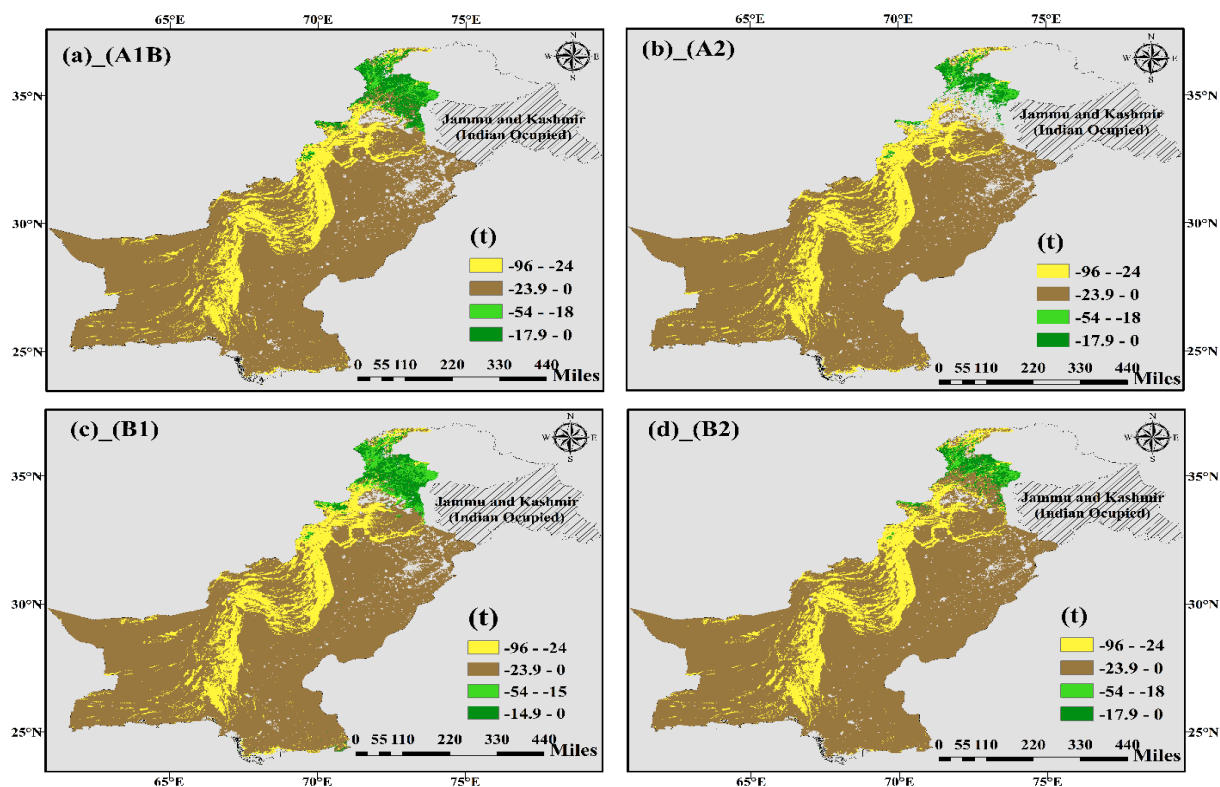 65°E 70°E 75°E 65°E 70°E 75°E
(a)_(A1B)
N
W E
S
35°N
Jammu and Kashmir
(Indian Ocupied)
30°N
(t)
-96 - -24
-23.9 - 0
-54 - -18
-17.9 - 0
25°N
0 55 110 220 330 440
Miles
(b)_(A2)
N
W E
S
35°N
Jammu and Kashmir
(Indian Ocupied)
30°N
(t)
-96 - -24
-23.9 - 0
-54 - -18
-17.9 - 0
25°N
0 55 110 220 330 440
Miles
(c)_(B1)
N
W E
S
35°N
Jammu and Kashmir
(Indian Ocupied)
30°N
(t)
-96 - -24
-23.9 - 0
-54 - -15
-14.9 - 0
25°N
0 55 110 220 330 440
Miles
(d)_(B2)
N
W E
S
35°N
Jammu and Kashmir
(Indian Ocupied)
30°N
(t)
-96 - -24
-23.9 - 0
-54 - -18
-17.9 - 0
25°N
0 55 110 220 330 440
Miles
65°E 70°E 75°E 65°E 70°E 75°E